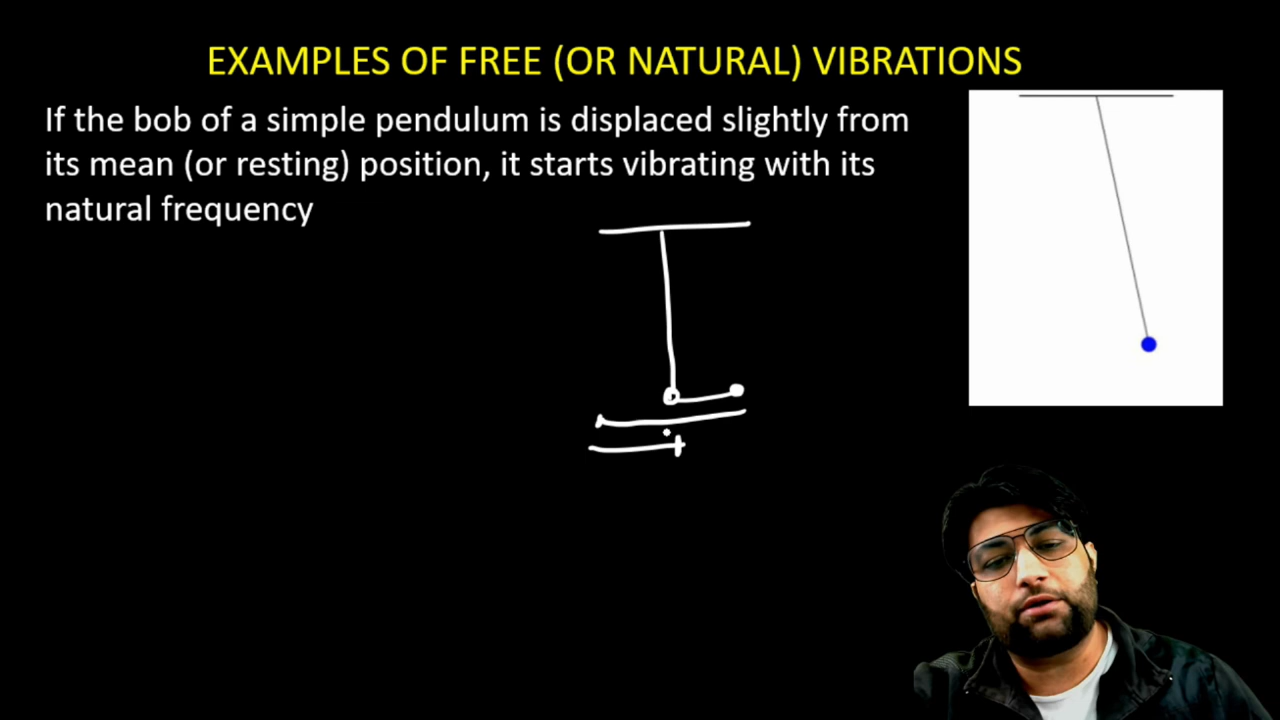 EXAMPLES OF FREE (OR NATURAL) VIBRATIONS
If the bob of a simple pendulum is displaced slightly from
its mean (or resting) position, it starts vibrating with its
natural frequency